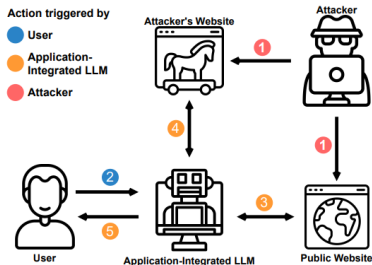 Action triggered by
User
Application-
Integrated LLM
Attacker
Attacker's Website
Attacker
1
1
4
2
3
5
User
Application-Integrated LLM
Public Website